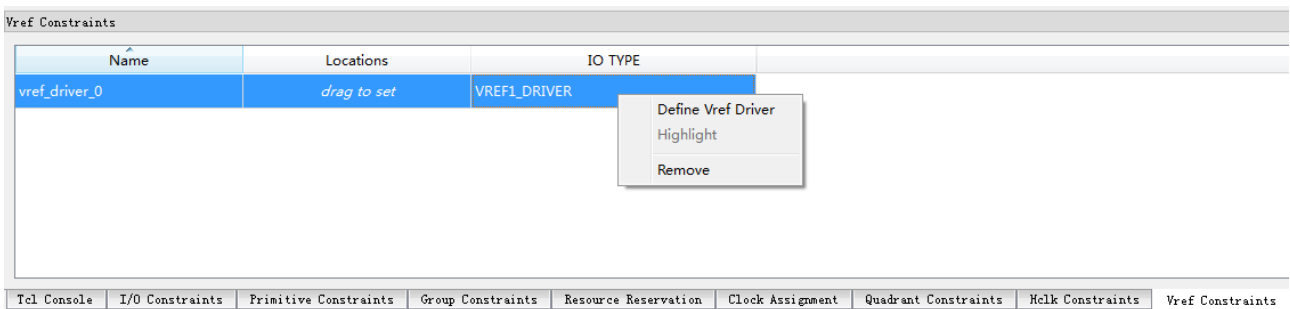 Vref Constraints
Name Locations IO TYPE
vref_driver_0 drag to set VREF1_DRIVER
Define Vref Driver
Highlight
Remove
Tcl Console I/O Constraints Primitive Constraints Group Constraints Resource Reservation Clock Assignment Quadrant Constraints Hclk Constraints Vref Constraints